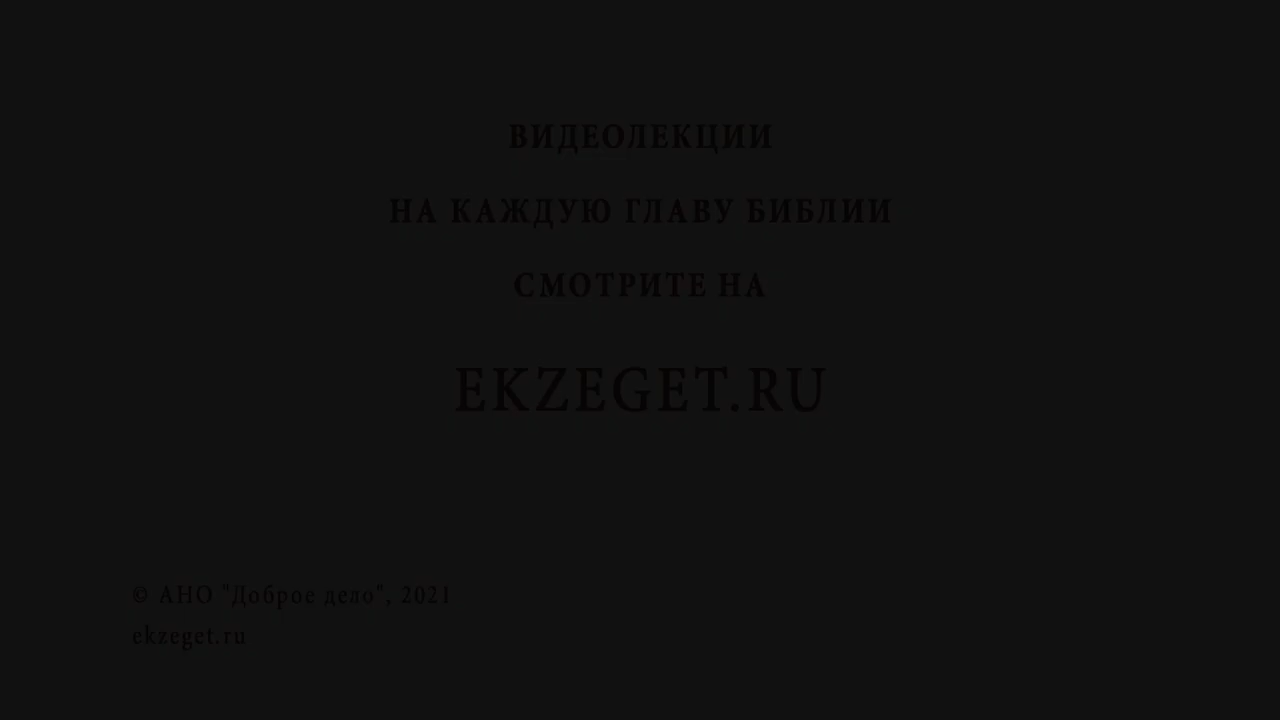 ВИДЕОЛЕКЦИИ
НА КАЖДУЮ ГЛАВУ БИБЛИИ
СМОТРИТЕ НА
EKZEGET.RU
© АНО "Доброе дело", 2021
ekzeget.ru